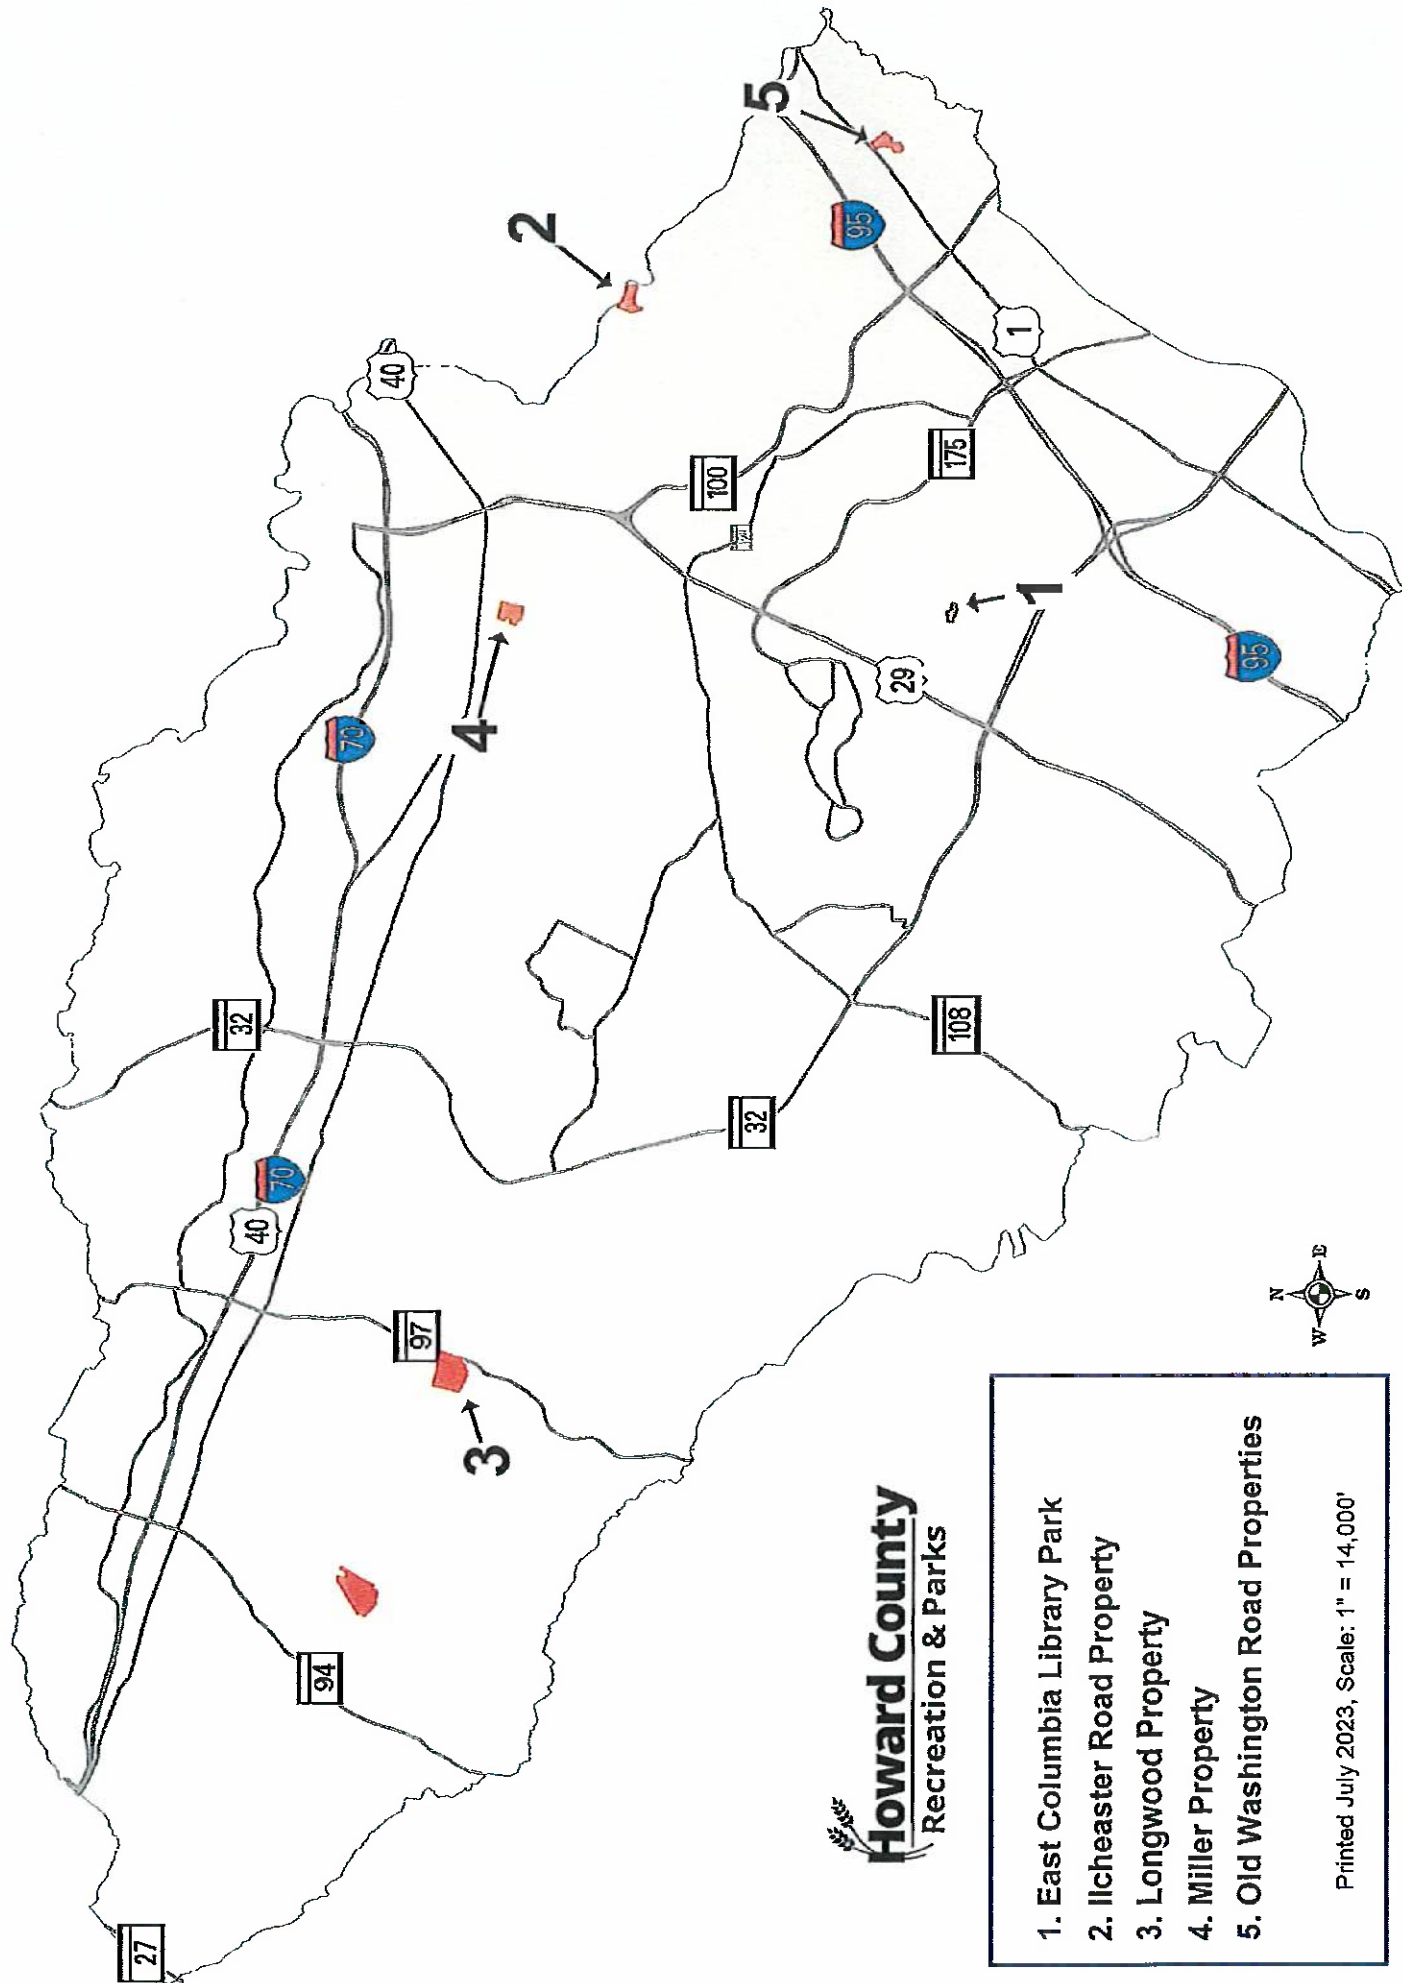 27
32
40
70
94
70
40
97
4
3
2
100
32
5
95
29
175
108
1
1
95
Howard County
Recreation & Parks
1. East Columbia Library Park
2. Ilcheaster Road Property
3. Longwood Property
4. Miller Property
5. Old Washington Road Properties
Printed July 2023, Scale: 1" = 14,000'
N
W E
S